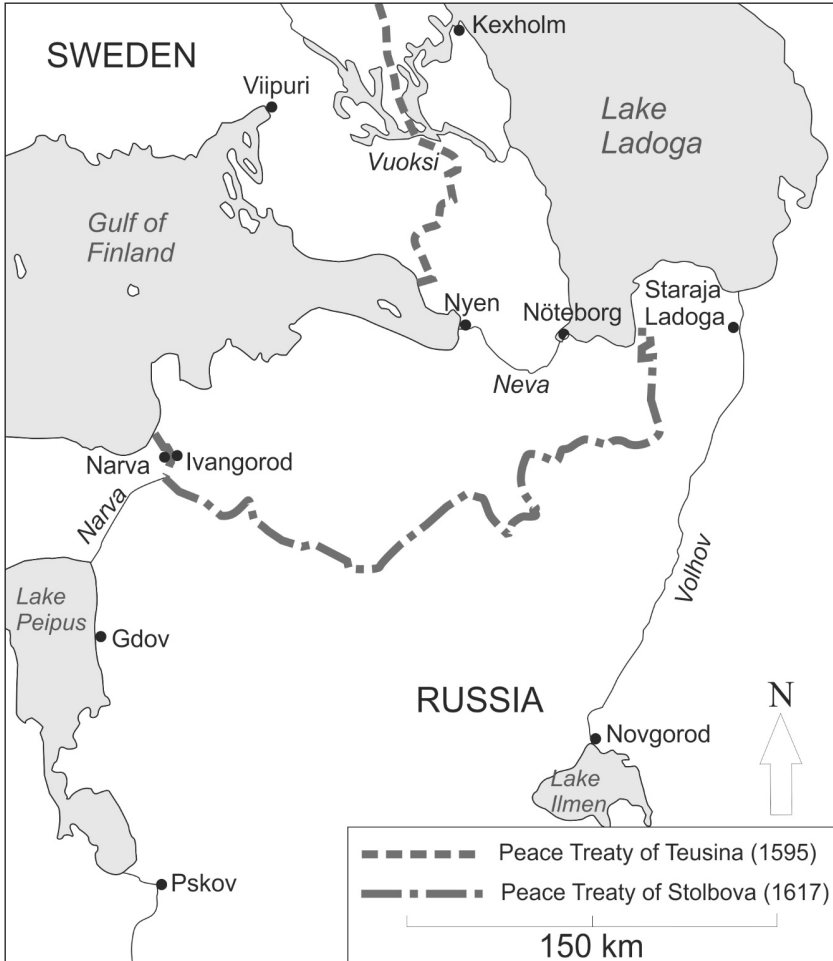 Kexholm
SWEDEN
Viipuri
Lake
Ladoga
Vuoksi
Gulf of
Finland
Nyen
Nöteborg
Staraja
Ladoga
Neva
Narva
Ivangorod
Narva
Volhov
Lake
Peipus
Gdov
RUSSIA
N
Novgorod
Lake
Ilmen
Pskov
Peace Treaty of Teusina (1595)
Peace Treaty of Stolbova (1617)
150 km